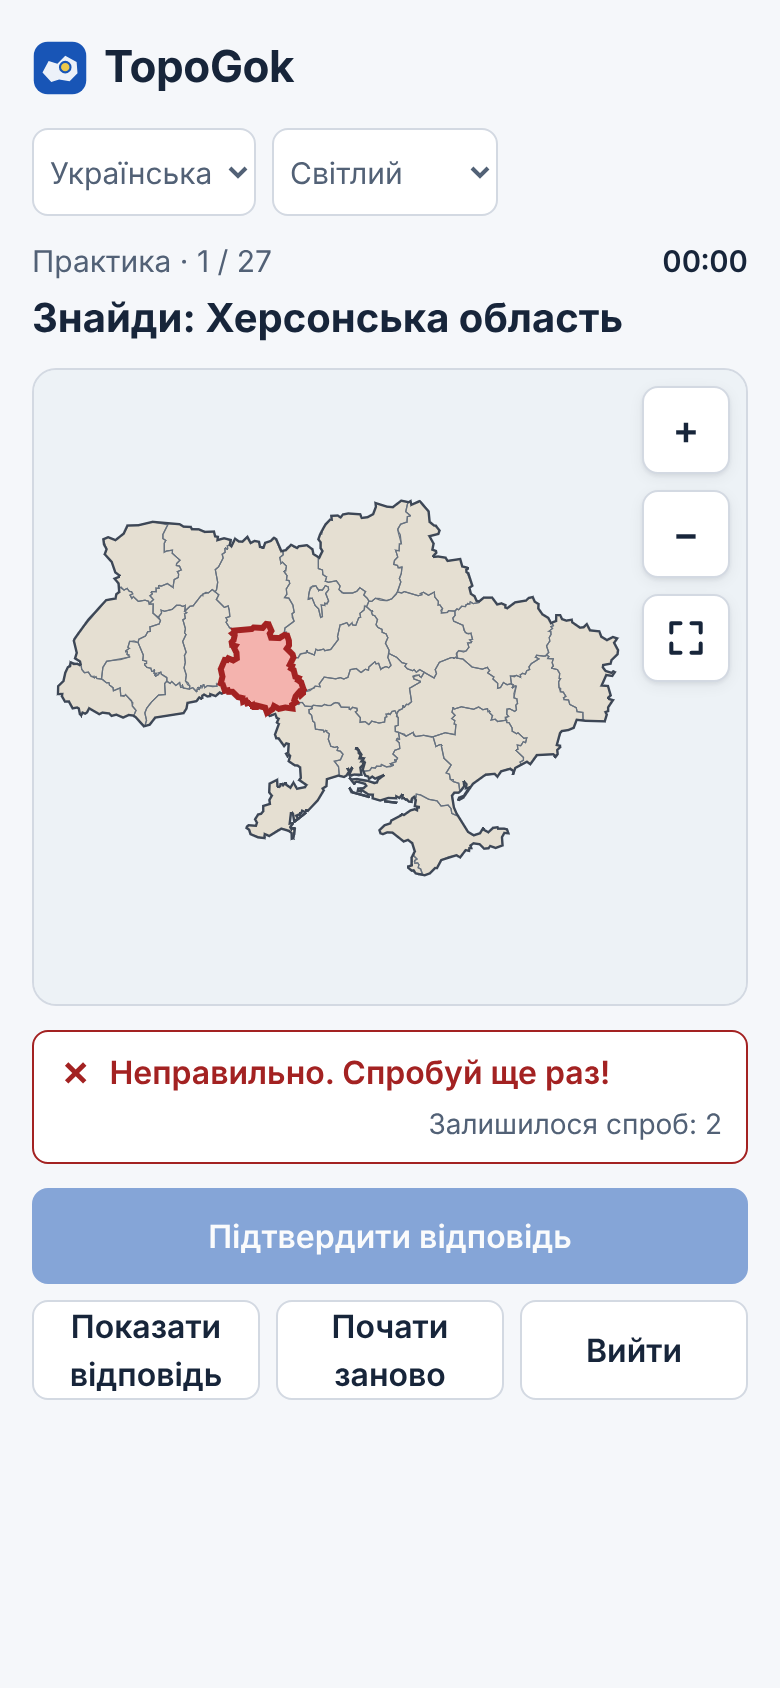 TopoGok
Українська
Світлий
Практика · 1 / 27
00:00
Знайди: Херсонська область
+
−
✕ Неправильно. Спробуй ще раз!
Залишилося спроб: 2
Підтвердити відповідь
Показати
відповідь
Почати
заново
Вийти